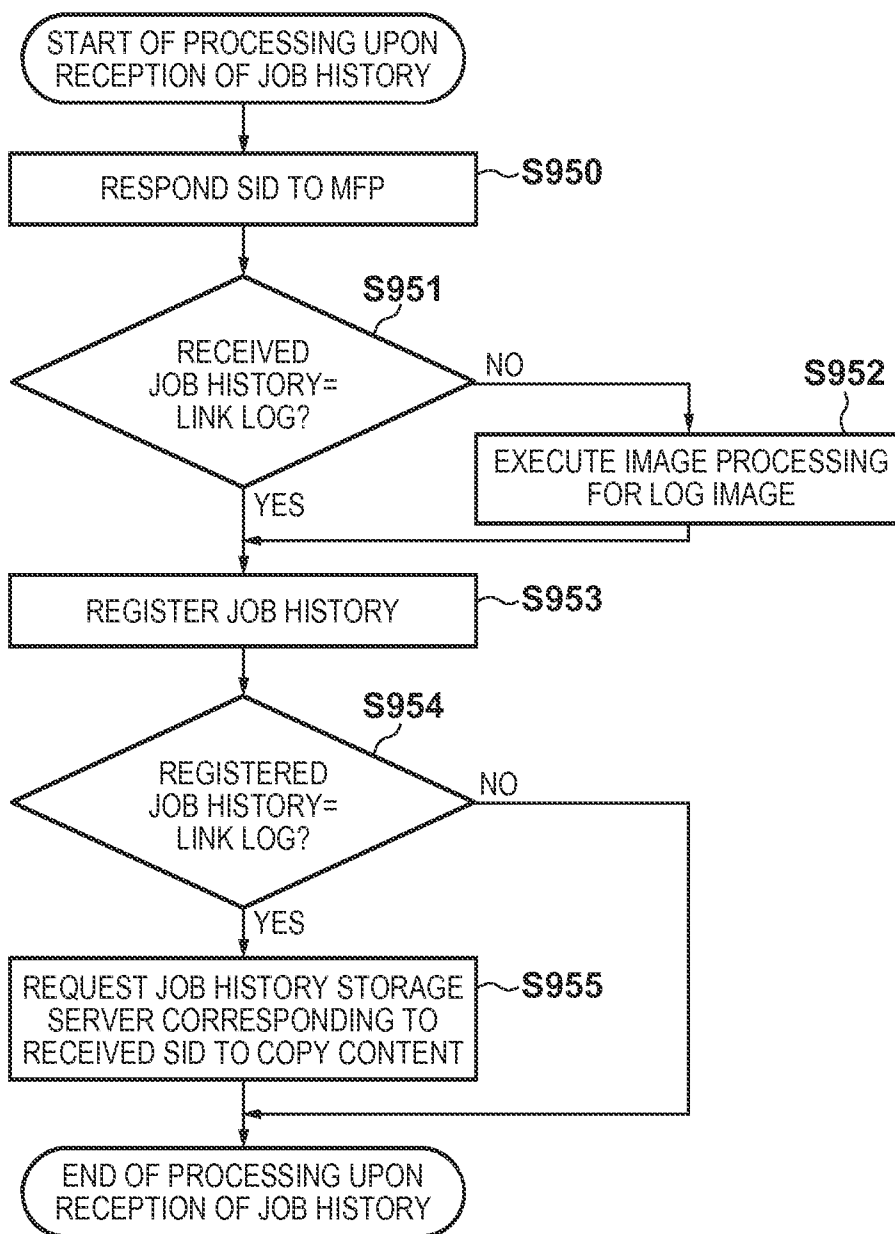 START OF PROCESSING UPON
RECEPTION OF JOB HISTORY
RESPOND SID TO MFP
S950
S951
RECEIVED
JOB HISTORY=
LINK LOG?
NO
S952
EXECUTE IMAGE PROCESSING
FOR LOG IMAGE
YES
REGISTER JOB HISTORY
S953
S954
REGISTERED
JOB HISTORY=
LINK LOG?
NO
YES
REQUEST JOB HISTORY STORAGE
SERVER CORRESPONDING TO
RECEIVED SID TO COPY CONTENT
S955
END OF PROCESSING UPON
RECEPTION OF JOB HISTORY